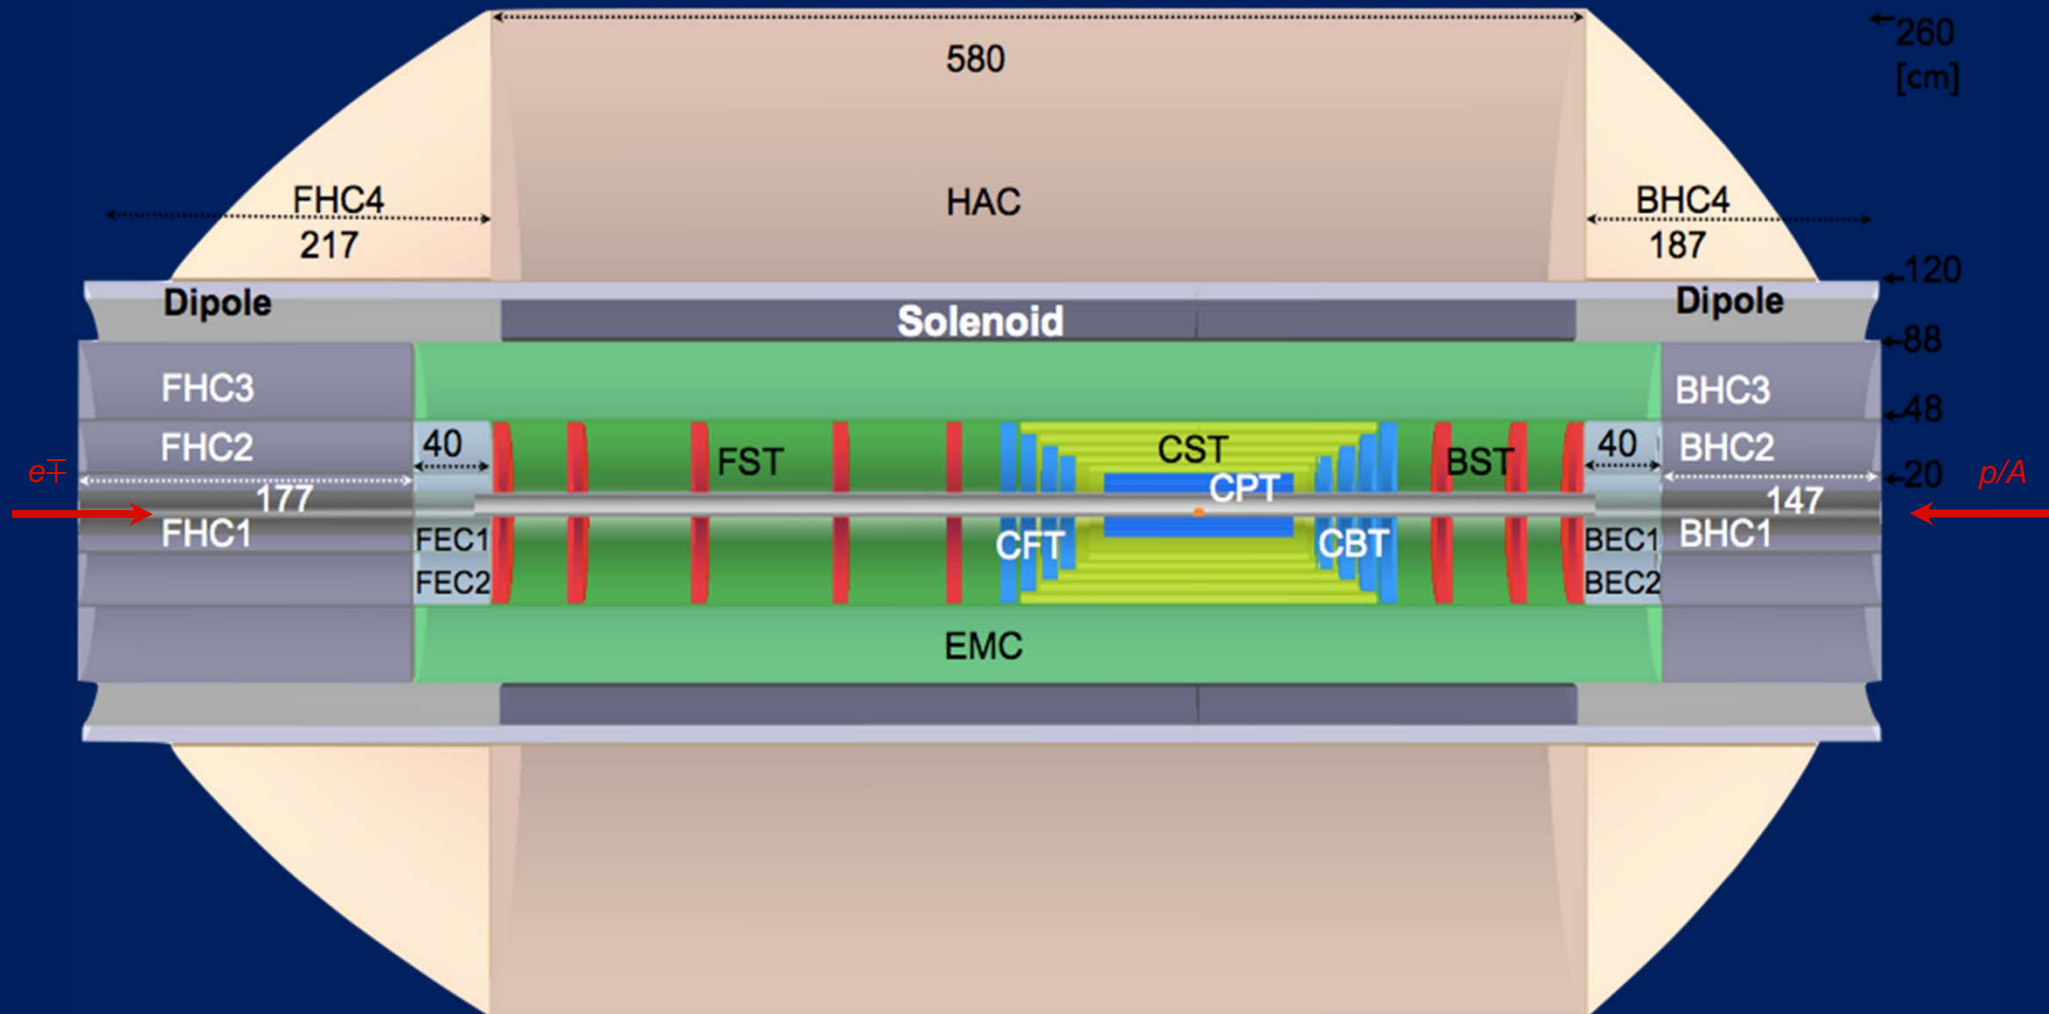 580
260
[cm]
FHC4
217
HAC
BHC4
187
120
Dipole
Solenoid
Dipole
88
FHC3
BHC3
48
FHC2
40
FST
CST
BST
40
BHC2
e∓
20
p/A
177
CPT
147
FHC1
FEC1
CFT
CBT
BEC1
BHC1
FEC2
BEC2
EMC